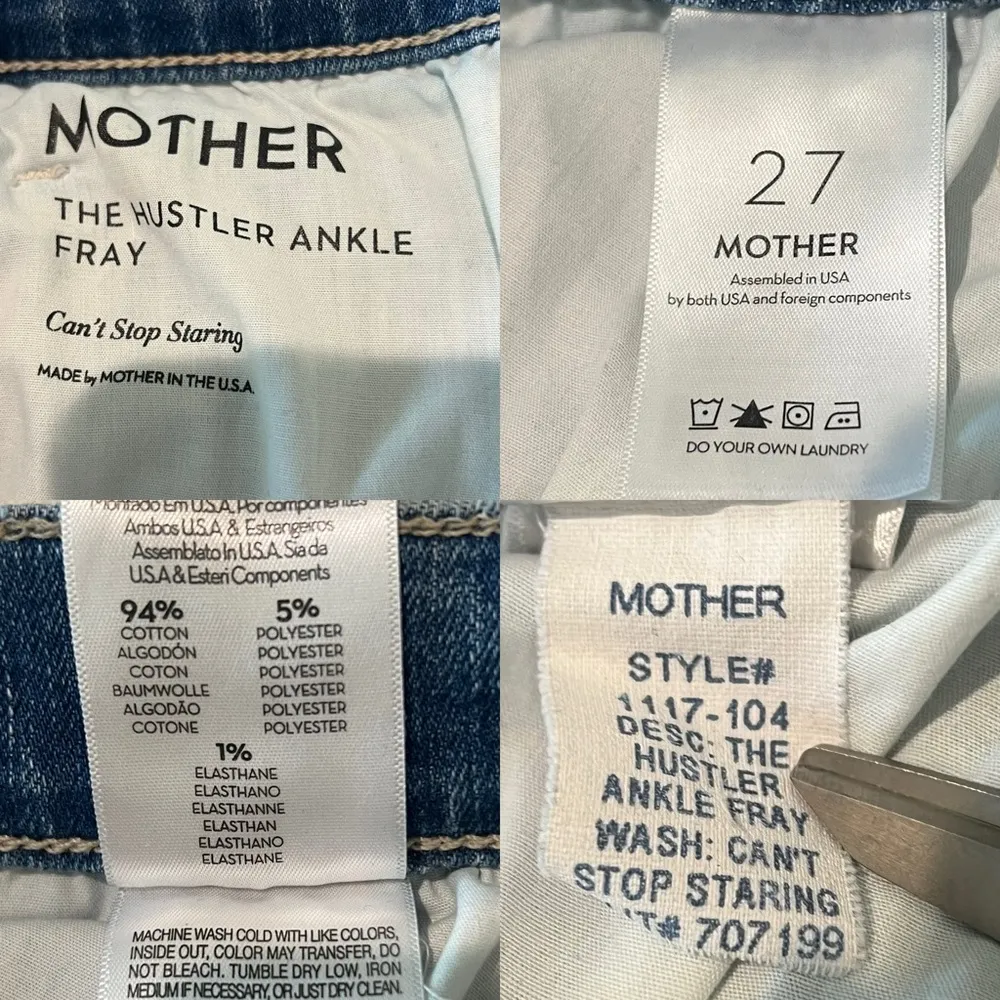 MOTHER
THE HUSTLER ANKLE
FRAY
Can't Stop Staring
MADE by MOTHER IN THE U.S.A.
27
MOTHER
Assembled in USA
by both USA and foreign components
DO YOUR OWN LAUNDRY
Montado Em U.S.A. Por componentes
Ambos U.S.A. & Estrangeiros
Assemblato In U.S.A. Sia da
U.S.A & Esteri Components
94% 5%
COTTON POLYESTER
ALGODÓN POLYESTER
COTON POLYESTER
BAUMWOLLE POLYESTER
ALGODÃO POLYESTER
COTONE POLYESTER
1%
ELASTHANE
ELASTHANO
ELASTHANNE
ELASTHAN
ELASTHANO
ELASTHANE
MACHINE WASH COLD WITH LIKE COLORS,
INSIDE OUT, COLOR MAY TRANSFER, DO
NOT BLEACH. TUMBLE DRY LOW, IRON
MEDIUM IF NECESSARY, OR JUST DRY CLEAN.
MOTHER
STYLE#
1117-104
DESC: THE
HUSTLER
ANKLE FRAY
WASH: CAN'T
STOP STARING
707199